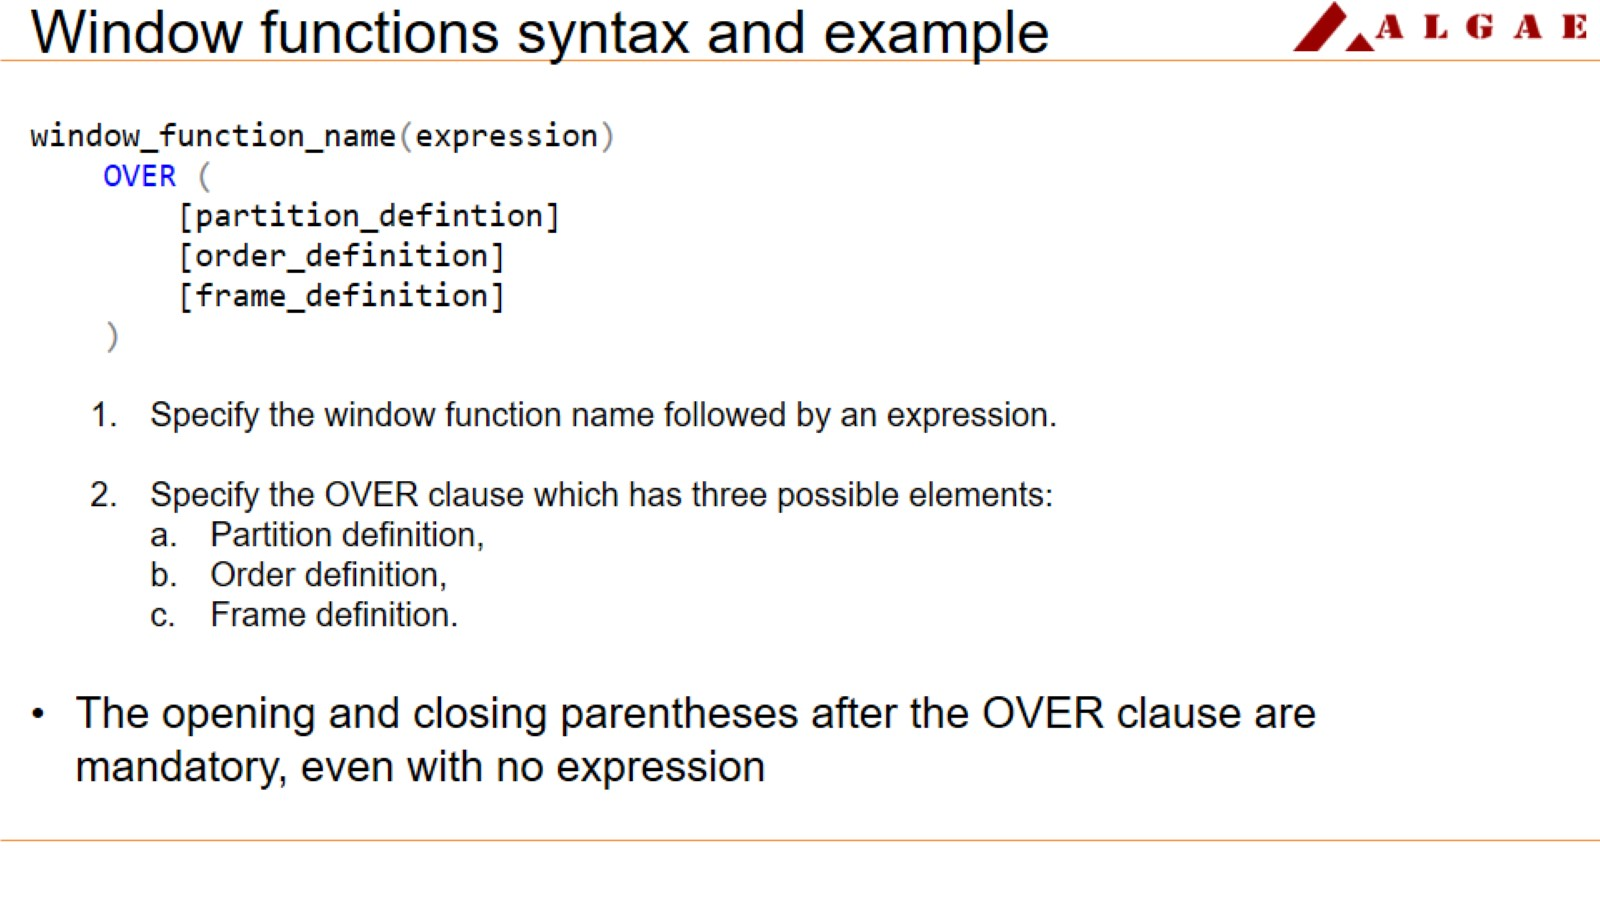 Window functions syntax and example
ALGAE
window_function_name(expression)
OVER (
[partition_defintion]
[order_definition]
[frame_definition]
)
1. Specify the window function name followed by an expression.
2. Specify the OVER clause which has three possible elements:
a. Partition definition,
b. Order definition,
c. Frame definition.
• The opening and closing parentheses after the OVER clause are
mandatory, even with no expression